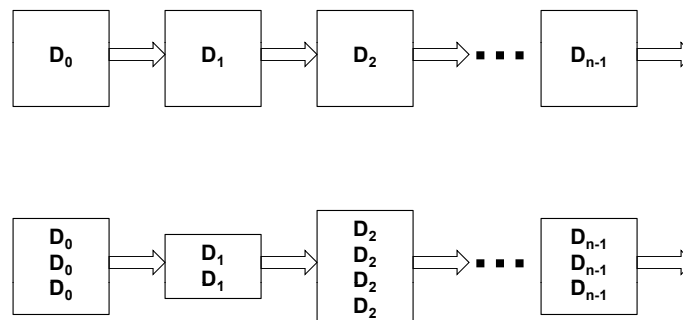 D₀ D₁ D₂ ▪ ▪ ▪ Dₙ₋₁
D₀ D₁ D₂ ▪ ▪ ▪ Dₙ₋₁
D₀ D₁ D₂ Dₙ₋₁
D₀ D₂ Dₙ₋₁
D₂